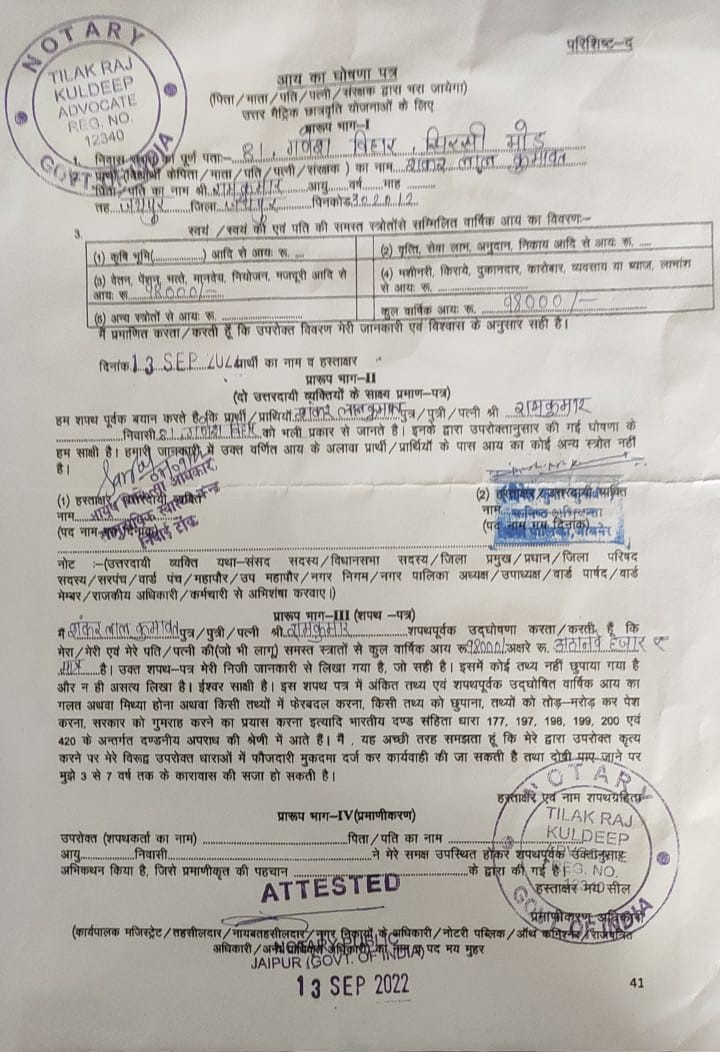 परिशिष्ट–द
NOTARY
TILAK RAJ
KULDEEP
ADVOCATE
REG. NO.
12340
GOVT. OF INDIA
आय का घोषणा पत्र
(पिता/माता/पति/पत्नी/संरक्षक द्वारा भरा जायेगा)
उत्तर मैट्रिक छात्रवृति योजनाओं के लिए
प्रारूप भाग–I
1. निवास का पूर्ण पताः– 81, गणेश विहार, सिरसी मोड़
पिता/माता/पति/पत्नी/संरक्षक) का नाम शंकर लाल कुमावत
पिता/पति का नाम श्री रामकुमार आयु वर्ष माह
तह. जयपुर जिला जयपुर पिनकोड 302012
स्वयं/स्वयं की एवं पति की समस्त स्त्रोतोंसे सम्मिलित वार्षिक आय का विवरणः–
3.
(1) कृषि भूमि(..............) आदि से आयः रू. ....
(2) वृत्ति, सेवा लाभ, अनुदान, निकाय आदि से आयः रू. ....
(3) वेतन, पेंशन, भत्ते, मानदेय, नियोजन, मजदूरी आदि से
आयः रू. 98000/-
(4) मशीनरी, किराये, दुकानदार, कारोबार, व्यवसाय या ब्याज, लाभांश
से आयः रू. ....
(5) अन्य स्त्रोतों से आयः रू. ....
कुल वार्षिक आयः रू. 98000/-
मैं प्रमाणित करता/करती हूँ कि उपरोक्त विवरण मेरी जानकारी एवं विश्वास के अनुसार सही है।
दिनांक 13 SEP 2022 प्रार्थी का नाम व हस्ताक्षर
प्रारूप भाग–II
(दो उत्तरदायी व्यक्तियों के साक्ष्य प्रमाण–पत्र)
हम शपथ पूर्वक बयान करते है कि प्रार्थी/प्रार्थियों शंकर लाल कुमावत पुत्र/पुत्री/पत्नी श्री रामकुमार
निवासी 81, गणेश विहार को भली प्रकार से जानते है। इनके द्वारा उपरोक्तानुसार की गई घोषणा के
हम साक्षी है। हमारी जानकारी में उक्त वर्णित आय के अलावा प्रार्थी/प्रार्थियों के पास आय का कोई अन्य स्त्रोत नहीं
है।
(1) हस्ताक्षर उत्तरदायी व्यक्ति
(2) हस्ताक्षर उत्तरदायी व्यक्ति
नाम
नाम
(पद नाम मय दिनांक)
(पद नाम मय दिनांक)
नोट :–(उत्तरदायी व्यक्ति यथा–संसद सदस्य/विधानसभा सदस्य/जिला प्रमुख/प्रधान/जिला परिषद
सदस्य/सरपंच/वार्ड पंच/महापौर/उप महापौर/नगर निगम/नगर पालिका अध्यक्ष/उपाध्यक्ष/वार्ड पार्षद/वार्ड
मेम्बर/राजकीय अधिकारी/कर्मचारी से अभिशंषा करवाए।)
प्रारूप भाग–III (शपथ –पत्र)
मैं शंकर लाल कुमावत पुत्र/पुत्री/पत्नी श्री रामकुमार शपथपूर्वक उद्घोषणा करता/करती हूँ कि
मेरा/मेरी एवं मेरे पति/पत्नी की(जो भी लागू) समस्त स्त्रातों से कुल वार्षिक आय रू 98000/ अक्षरे रू. अठानवे हजार रु
मात्र है। उक्त शपथ–पत्र मेरी निजी जानकारी से लिखा गया है, जो सही है। इसमें कोई तथ्य नहीं छुपाया गया है
और न ही असत्य लिखा है। ईश्वर साक्षी है। इस शपथ पत्र में अंकित तथ्य एवं शपथपूर्वक उद्घोषित वार्षिक आय का
गलत अथवा मिथ्या होना अथवा किसी तथ्यों में फेरबदल करना, किसी तथ्य को छुपाना, तथ्यों को तोड़–मरोड़ कर पेश
करना, सरकार को गुमराह करने का प्रयास करना इत्यादि भारतीय दण्ड संहिता धारा 177, 197, 198, 199, 200 एवं
420 के अन्तर्गत दण्डनीय अपराध की श्रेणी में आते हैं। मैं , यह अच्छी तरह समझता हूं कि मेरे द्वारा उपरोक्त कृत्य
करने पर मेरे विरूद्व उपरोक्त धाराओं में फौजदारी मुकदमा दर्ज कर कार्यवाही की जा सकती है तथा दोषी पाए जाने पर
मुझे 3 से 7 वर्ष तक के कारावास की सजा हो सकती है।
हस्ताक्षर एवं नाम शपथग्रहिता
प्रारूप भाग–IV(प्रमाणीकरण)
NOTARY
TILAK RAJ
KULDEEP
ADVOCATE
REG. NO.
12340
GOVT. OF INDIA
उपरोक्त (शपथकर्ता का नाम) पिता/पति का नाम
आयु निवासी ने मेरे समक्ष उपस्थित होकर शपथपूर्वक उक्तानुसार
अभिकथन किया है, जिसे प्रमाणीकृत की पहचान के द्वारा की गई है।
हस्ताक्षर मय सील
ATTESTED
प्रमाणीकरण अधिकारी
(कार्यपालक मजिस्ट्रेट/तहसीलदार/नायबतहसीलदार/नगर निकायों के अधिकारी/नोटरी पब्लिक/ऑथ कमिश्नर/राजपत्रित
अधिकारी/अन्य प्राधिकृत अधिकारी) का नाम व पद मय मुहर
NOTARY PUBLIC
JAIPUR (GOVT. OF INDIA)
13 SEP 2022
41